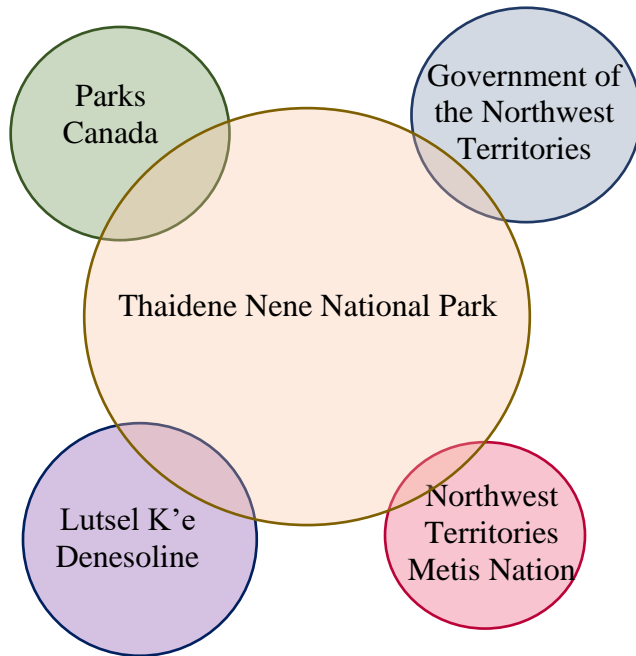 Parks
Canada
Government of
the Northwest
Territories
Thaidene Nene National Park
Lutsel K’e
Denesoline
Northwest
Territories
Metis Nation